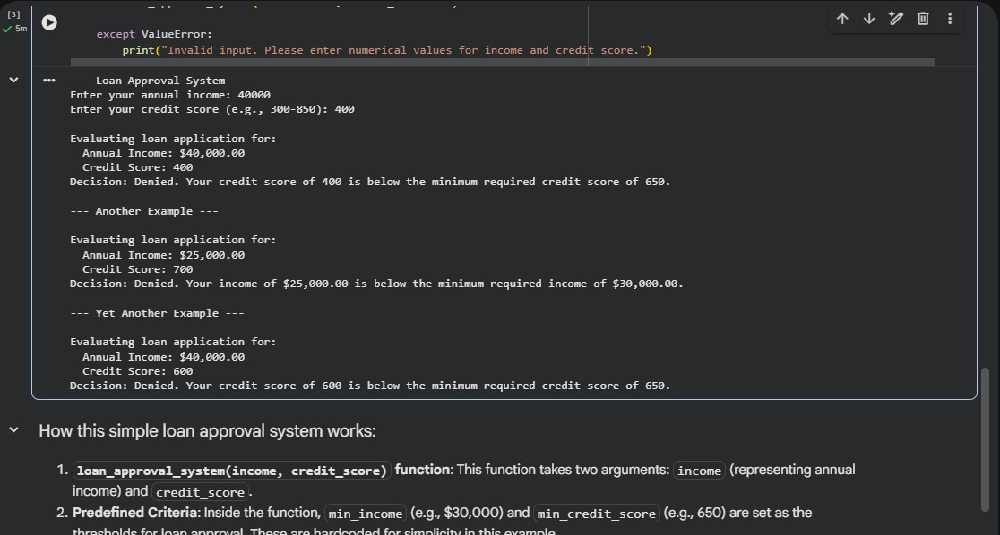 [3]
5m
except ValueError:
print("Invalid input. Please enter numerical values for income and credit score.")
--- Loan Approval System ---
Enter your annual income: 40000
Enter your credit score (e.g., 300-850): 400
Evaluating loan application for:
Annual Income: $40,000.00
Credit Score: 400
Decision: Denied. Your credit score of 400 is below the minimum required credit score of 650.
--- Another Example ---
Evaluating loan application for:
Annual Income: $25,000.00
Credit Score: 700
Decision: Denied. Your income of $25,000.00 is below the minimum required income of $30,000.00.
--- Yet Another Example ---
Evaluating loan application for:
Annual Income: $40,000.00
Credit Score: 600
Decision: Denied. Your credit score of 600 is below the minimum required credit score of 650.
How this simple loan approval system works:
1. loan_approval_system(income, credit_score) function: This function takes two arguments: income (representing annual
income) and credit_score.
2. Predefined Criteria: Inside the function, min_income (e.g., $30,000) and min_credit_score (e.g., 650) are set as the
thresholds for loan approval. These are hardcoded for simplicity in this example.